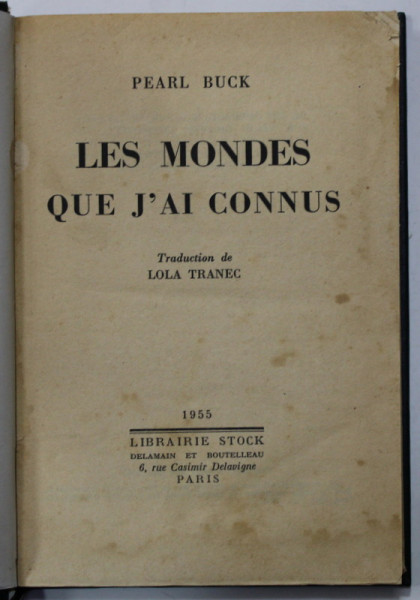 PEARL BUCK
LES MONDES
QUE J'AI CONNUS
Traduction de
LOLA TRANEC
1955
LIBRAIRIE STOCK
DELAMAIN ET BOUTELLEAU
6, rue Casimir Delavigne
PARIS